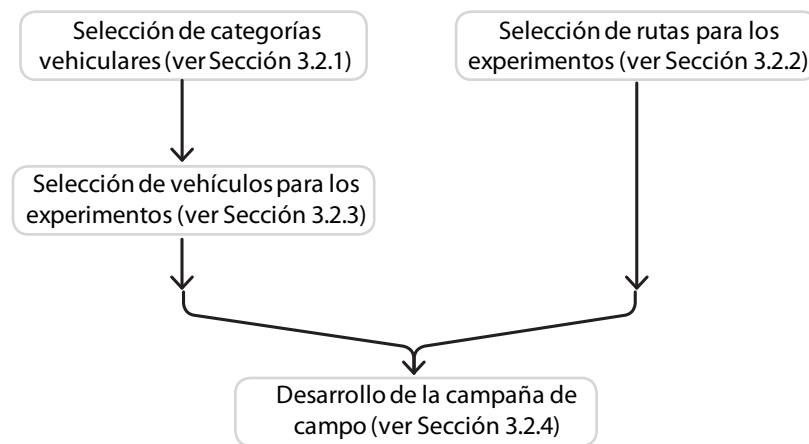 Selección de categorías
vehiculares (ver Sección 3.2.1)
Selección de rutas para los
experimentos (ver Sección 3.2.2)
Selección de vehículos para los
experimentos (ver Sección 3.2.3)
Desarrollo de la campaña de
campo (ver Sección 3.2.4)